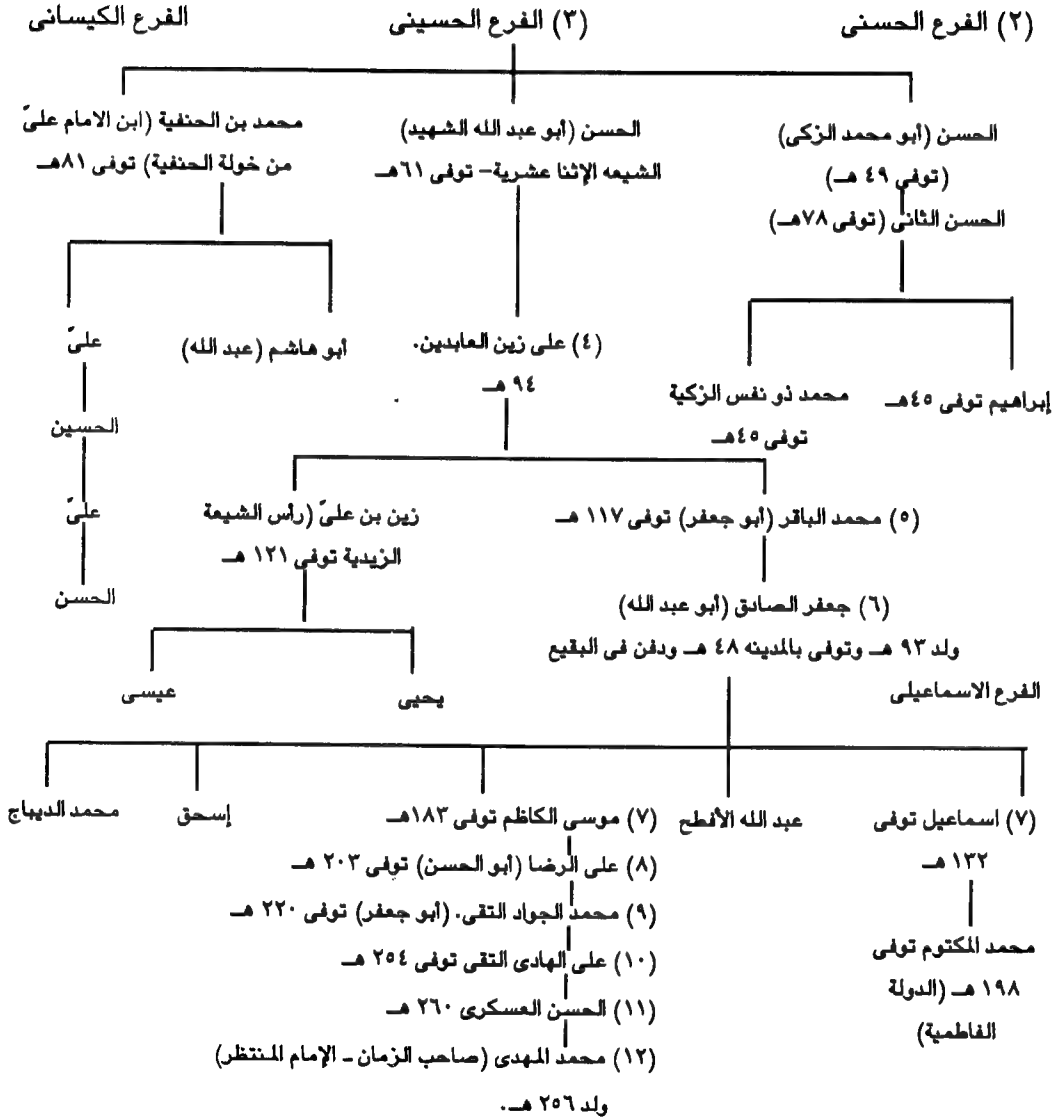 (٢) الفرع الحسنى
(٣) الفرع الحسينى
الفرع الكيسانى
الحسن (أبو محمد الزكى)
(توفى ٤٩ هـ)
الحسن الثانى (توفى ٧٨هـ)
الحسن (أبو عبد الله الشهيد)
الشيعه الإثنا عشرية– توفى ٦١هـ
محمد بن الحنفية (ابن الامام علىّ
من خولة الحنفية) توفى ٨١هـ
إبراهيم توفى ٤٥هـ
محمد ذو نفس الزكية
توفى ٤٥هـ
(٤) على زين العابدين.
٩٤ هـ
أبو هاشم (عبد الله)
علىّ
الحسين
علىّ
الحسن
(٥) محمد الباقر (أبو جعفر) توفى ١١٧ هـ
زين بن علىّ (رأس الشيعة
الزيدية توفى ١٢١ هـ
(٦) جعفر الصادق (أبو عبد الله)
ولد ٩٣ هـ وتوفى بالمدينه ٤٨ هـ ودفن فى البقيع
يحيى
عيسى
الفرع الاسماعيلى
(٧) اسماعيل توفى
١٣٢ هـ
محمد المكتوم توفى
١٩٨ هـ (الدولة
الفاطمية)
عبد الله الأفطح
(٧) موسى الكاظم توفى ١٨٣هـ
(٨) على الرضا (أبو الحسن) توفى ٢٠٣ هـ
(٩) محمد الجواد التقى. (أبو جعفر) توفى ٢٢٠ هـ
(١٠) على الهادى التقى توفى ٢٥٤ هـ
(١١) الحسن العسكرى ٢٦٠ هـ
(١٢) محمد المهدى (صاحب الزمان ـ الإمام المنتظر)
ولد ٢٥٦ هـ.
إسحق
محمد الديباج